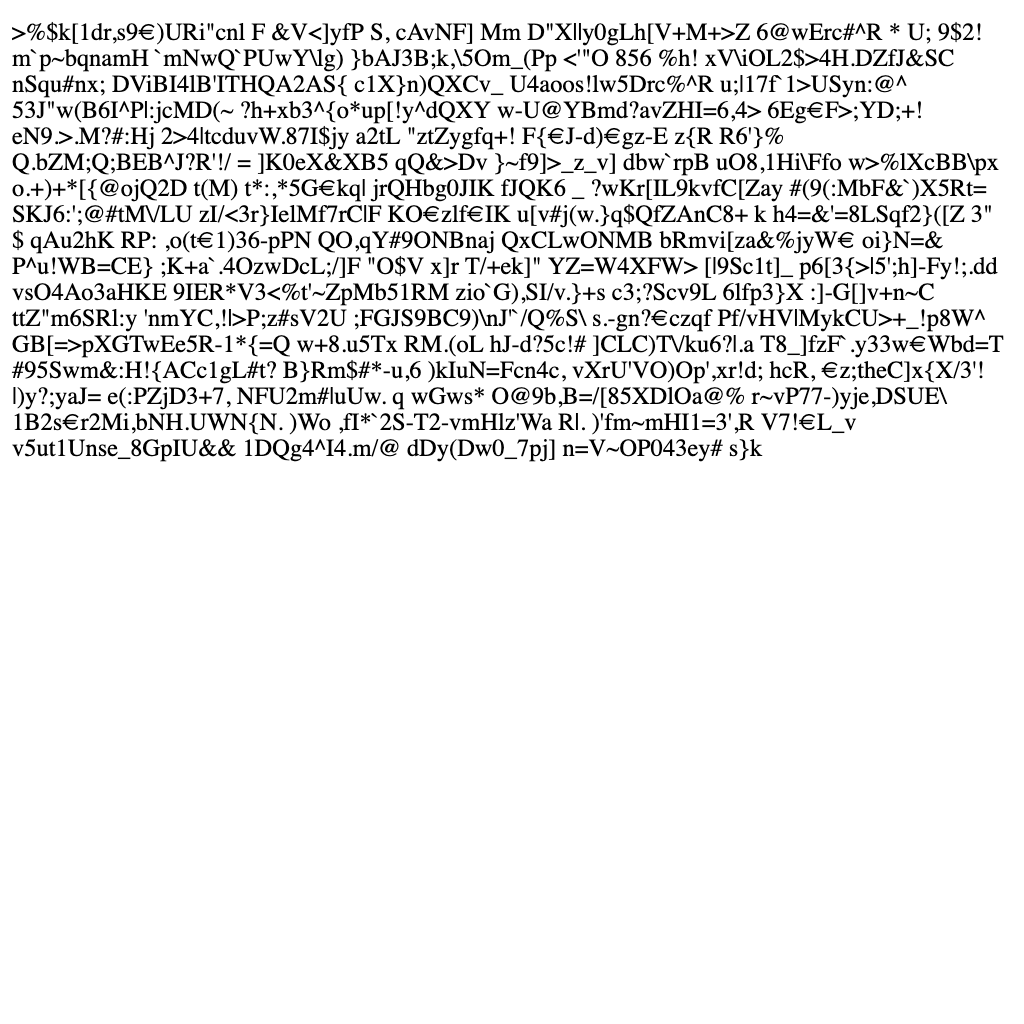 >%$k[1dr,s9€)URi"cnl F &V<]yfP S, cAvNF] Mm D"X||y0gLh[V+M+>Z 6@wErc#^R * U; 9$2!
m`p~bqnamH `mNwQ`PUwY\lg) }bAJ3B;k,\5Om_(Pp <'"O 856 %h! xV\iOL2$>4H.DZfJ&SC
nSqu#nx; DViBI4lB'ITHQA2AS{ c1X}n)QXCv_ U4aoos!Iw5Drc%^R u;|17f`1>USyn:@^
53J"w(B6I^P|:jcMD(~ ?h+xb3^{o*up[!y^dQXY w-U@YBmd?avZHI=6,4> 6Eg€F>;YD;+!
eN9.>.M?#:Hj 2>4ltcduvW.87I$jy a2tL "ztZygfq+! F{€J-d)€gz-E z{R R6'}%
Q.bZM;Q;BEB^J?R'!/ = ]K0eX&XB5 qQ&>Dv }~f9]>_z_v] dbw`rpB uO8,1Hi\Ffo w>%lXcBB\px
o.+)+*[{@ojQ2D t(M) t*:,*5G€kq| jrQHbg0JIK fJQK6 _ ?wKr[IL9kvfC[Zay #(9(:MbF&`)X5Rt=
SKJ6:';@#tM\/LU zI/<3r}IelMf7rC|F KO€zlf€IK u[v#j(w.}q$QfZAnC8+ k h4=&'=8LSqf2}([Z 3"
$ qAu2hK RP: ,o(t€1)36-pPN QO,qY#9ONBnaj QxCLwONMB bRmvi[za&%jyW€ oi}N=&
P^u!WB=CE} ;K+a`.4OzwDcL;/]F "O$V x]r T/+ek]" YZ=W4XFW> [|9Sc1t]_ p6[3{>|5';h]-Fy!;.dd
vsO4Ao3aHKE 9IER*V3<%t'~ZpMb51RM zio`G),SI/v.}+s c3;?Scv9L 6lfp3}X :]-G[]v+n~C
ttZ"m6SRl:y 'nmYC,!|>P;z#sV2U ;FGJS9BC9)\nJ"`/Q%S\ s.-gn?€czqf Pf/vHV|MykCU>+_!p8W^
GB[=>pXGTwEe5R-1*{=Q w+8.u5Tx RM.(oL hJ-d?5c!# ]CLC)T\/ku6?|.a T8_]fzF`.y33w€Wbd=T
#95Swm&:H!{ACc1gL#t? B}Rm$#*-u,6 )kIuN=Fcn4c, vXrU'VO)Op',xr!d; hcR, €z;theC]x{X/3'!
|)y?;yaJ= e(:PZjD3+7, NFU2m#|uUw. q wGws* O@9b,B=/[85XDlOa@% r~vP77-)yje,DSUE\
1B2s€r2Mi,bNH.UWN{N. )Wo ,fI*`2S-T2-vmHlz'Wa R|. )'fm~mHI1=3',R V7!€L_v
v5ut1Unse_8GpIU&& 1DQg4^I4.m/@ dDy(Dw0_7pj] n=V~OP043ey# s}k